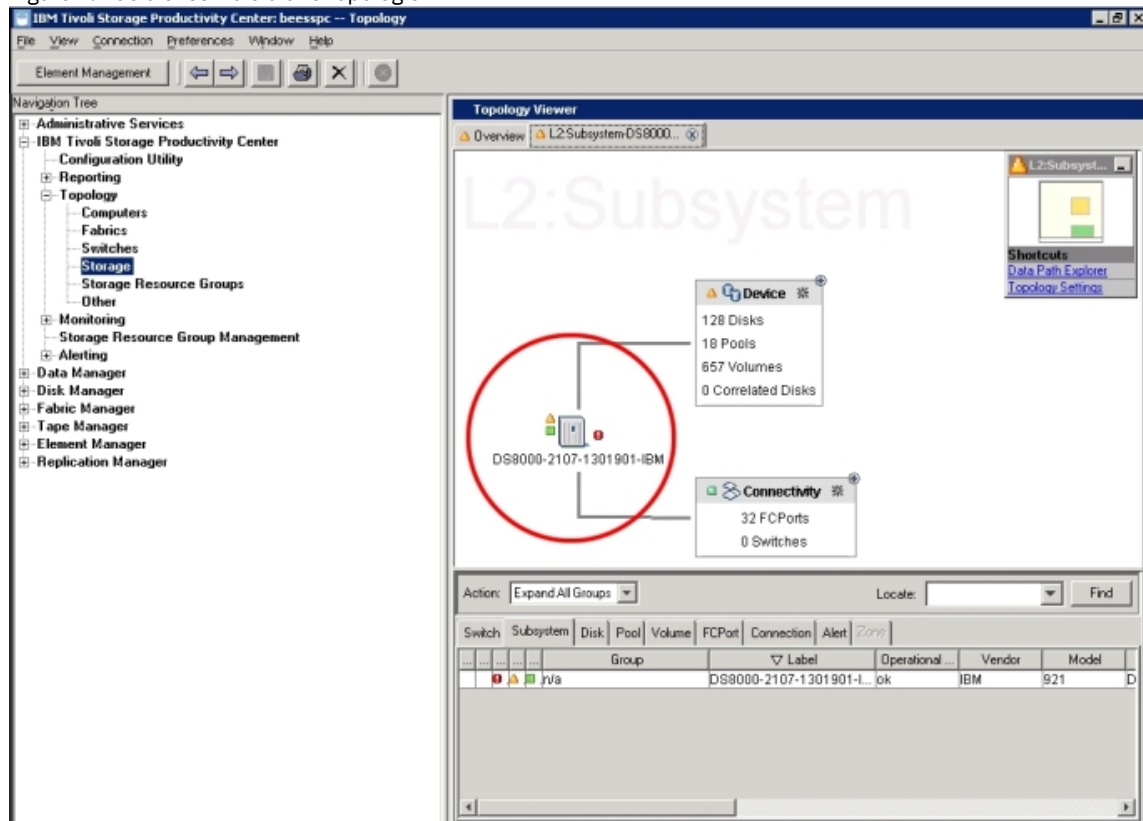 IBM Tivoli Storage Productivity Center: beesspc -- Topology
File View Connection Preferences Window Help
Element Management
Navigation Tree
Administrative Services
IBM Tivoli Storage Productivity Center
Configuration Utility
Reporting
Topology
Computers
Fabrics
Switches
Storage
Storage Resource Groups
Other
Monitoring
Storage Resource Group Management
Alerting
Data Manager
Disk Manager
Fabric Manager
Tape Manager
Element Manager
Replication Manager
Topology Viewer
Overview L2:Subsystem-DS8000...
L2:Subsystem
L2:Subsyst...
Shortcuts
Data Path Explorer
Topology Settings
Device
128 Disks
18 Pools
657 Volumes
0 Correlated Disks
DS8000-2107-1301901-IBM
Connectivity
32 FCPorts
0 Switches
Action: Expand All Groups Locate: Find
Switch Subsystem Disk Pool Volume FCPort Connection Alert Zone
... ... ... ... ... Group Label Operational ... Vendor Model
n/a DS8000-2107-1301901-I... ok IBM 921 D